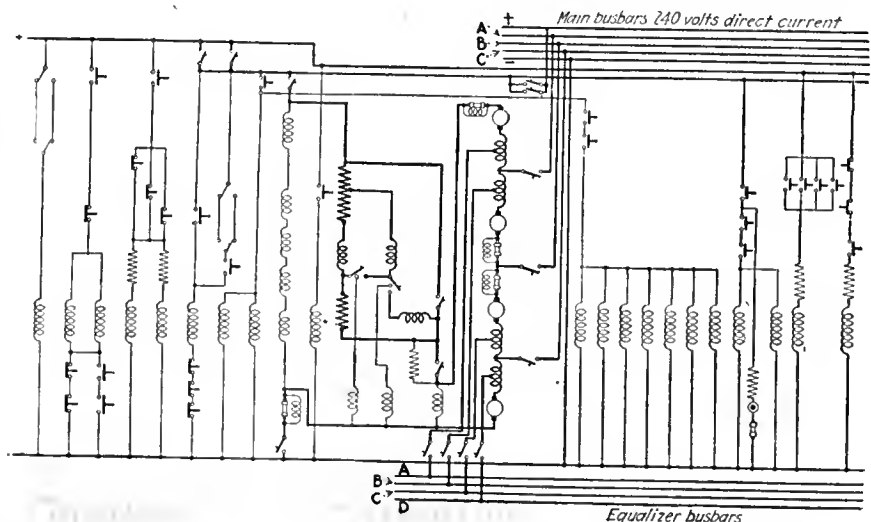 + Main busbars 240 volts direct current
A
B
C
−
+
A
B
C
D
Equalizer busbars